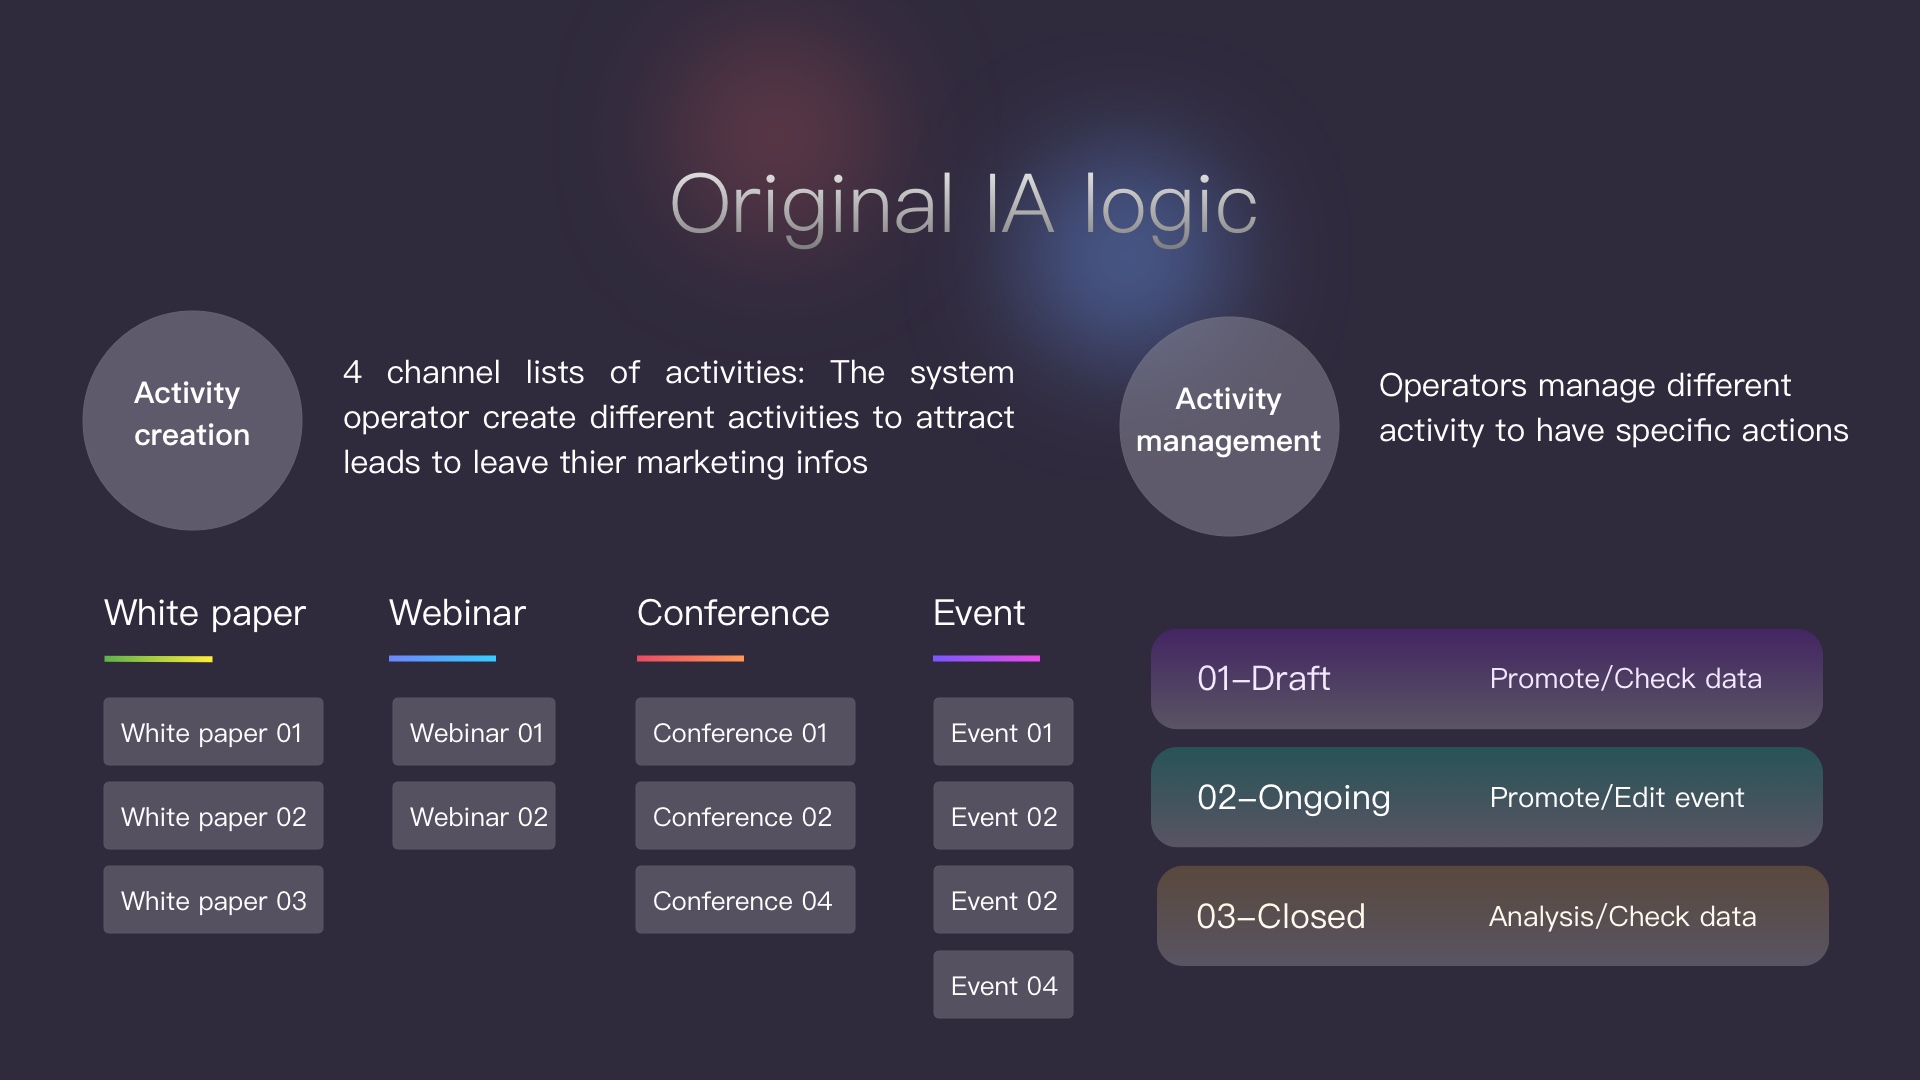 Original IA logic
Activity
creation
4 channel lists of activities: The system
operator create different activities to attract
leads to leave thier marketing infos
Activity
management
Operators manage different
activity to have specific actions
White paper
White paper 01
White paper 02
White paper 03
Webinar
Webinar 01
Webinar 02
Conference
Conference 01
Conference 02
Conference 04
Event
Event 01
Event 02
Event 02
Event 04
01–Draft Promote/Check data
02–Ongoing Promote/Edit event
03–Closed Analysis/Check data